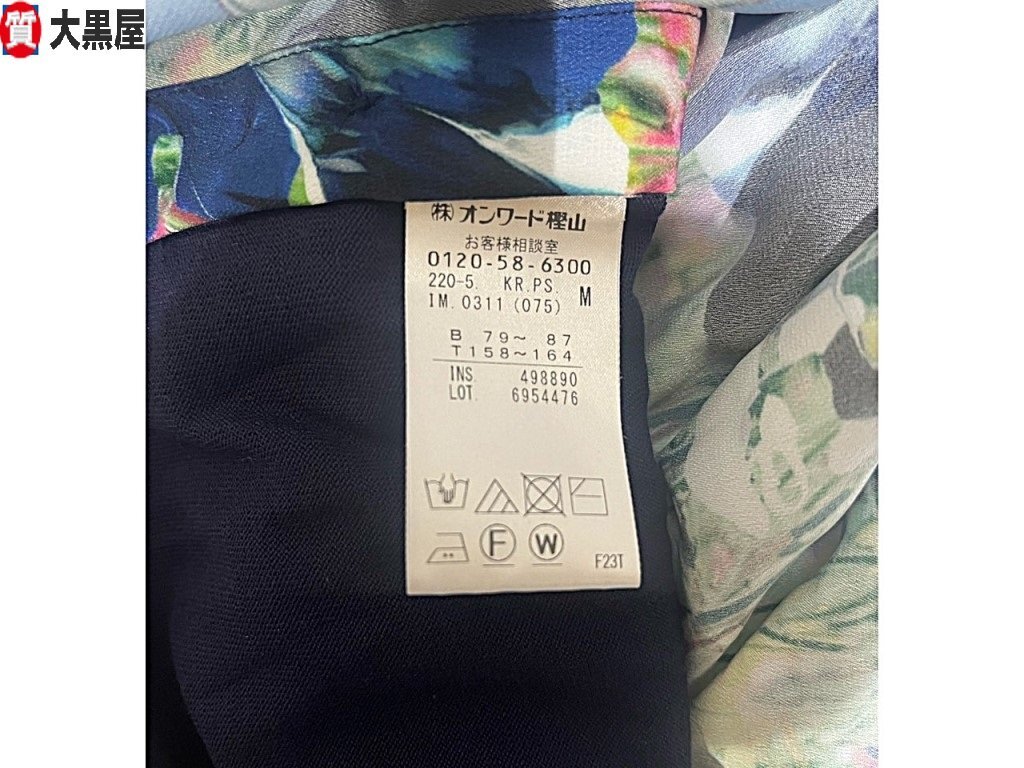 質 大黒屋
㈱オンワード樫山
お客様相談室
0120-58-6300
220-5. KR.PS. M
IM.0311(075)
B 79～ 87
T158～164
INS. 498890
LOT. 6954476
F W
F23T